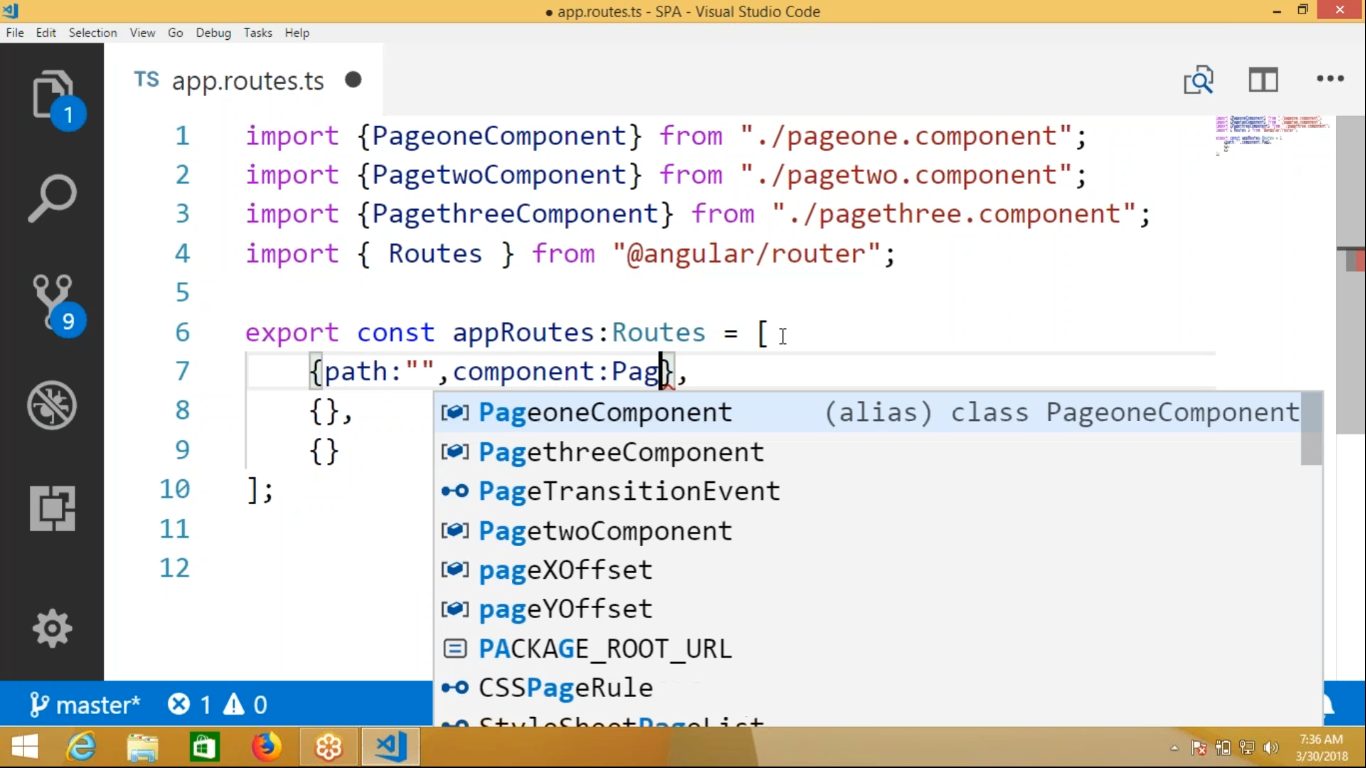 app.routes.ts - SPA - Visual Studio Code
File Edit Selection View Go Debug Tasks Help
TS app.routes.ts
1
9
1 import {PageoneComponent} from "./pageone.component";
2 import {PagetwoComponent} from "./pagetwo.component";
3 import {PagethreeComponent} from "./pagethree.component";
4 import { Routes } from "@angular/router";
5
6 export const appRoutes:Routes = [
7 {path:"",component:Pag},
8 {},
9 {}
10 ];
11
12
PageoneComponent (alias) class PageoneComponent
PagethreeComponent
PageTransitionEvent
PagetwoComponent
pageXOffset
pageYOffset
PACKAGE_ROOT_URL
CSSPageRule
StyleSheetPageList
master* 1 0
7:36 AM
3/30/2018